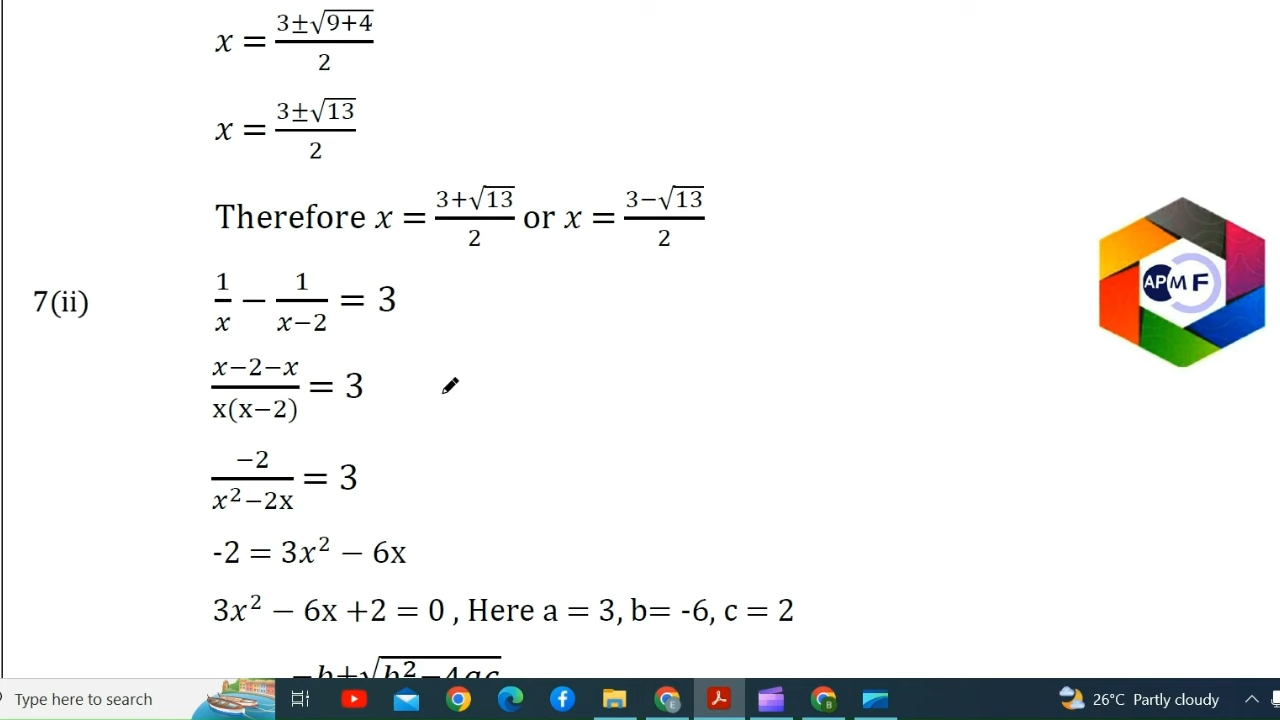 x = 3±√9+4 / 2
x = 3±√13 / 2
Therefore x = 3+√13 / 2 or x = 3−√13 / 2
7(ii) 1/x − 1/x−2 = 3
x−2−x / x(x−2) = 3
−2 / x²−2x = 3
-2 = 3x² − 6x
3x² − 6x +2 = 0 , Here a = 3, b= -6, c = 2
−b±√b²−4ac
APMF
Type here to search
26°C Partly cloudy